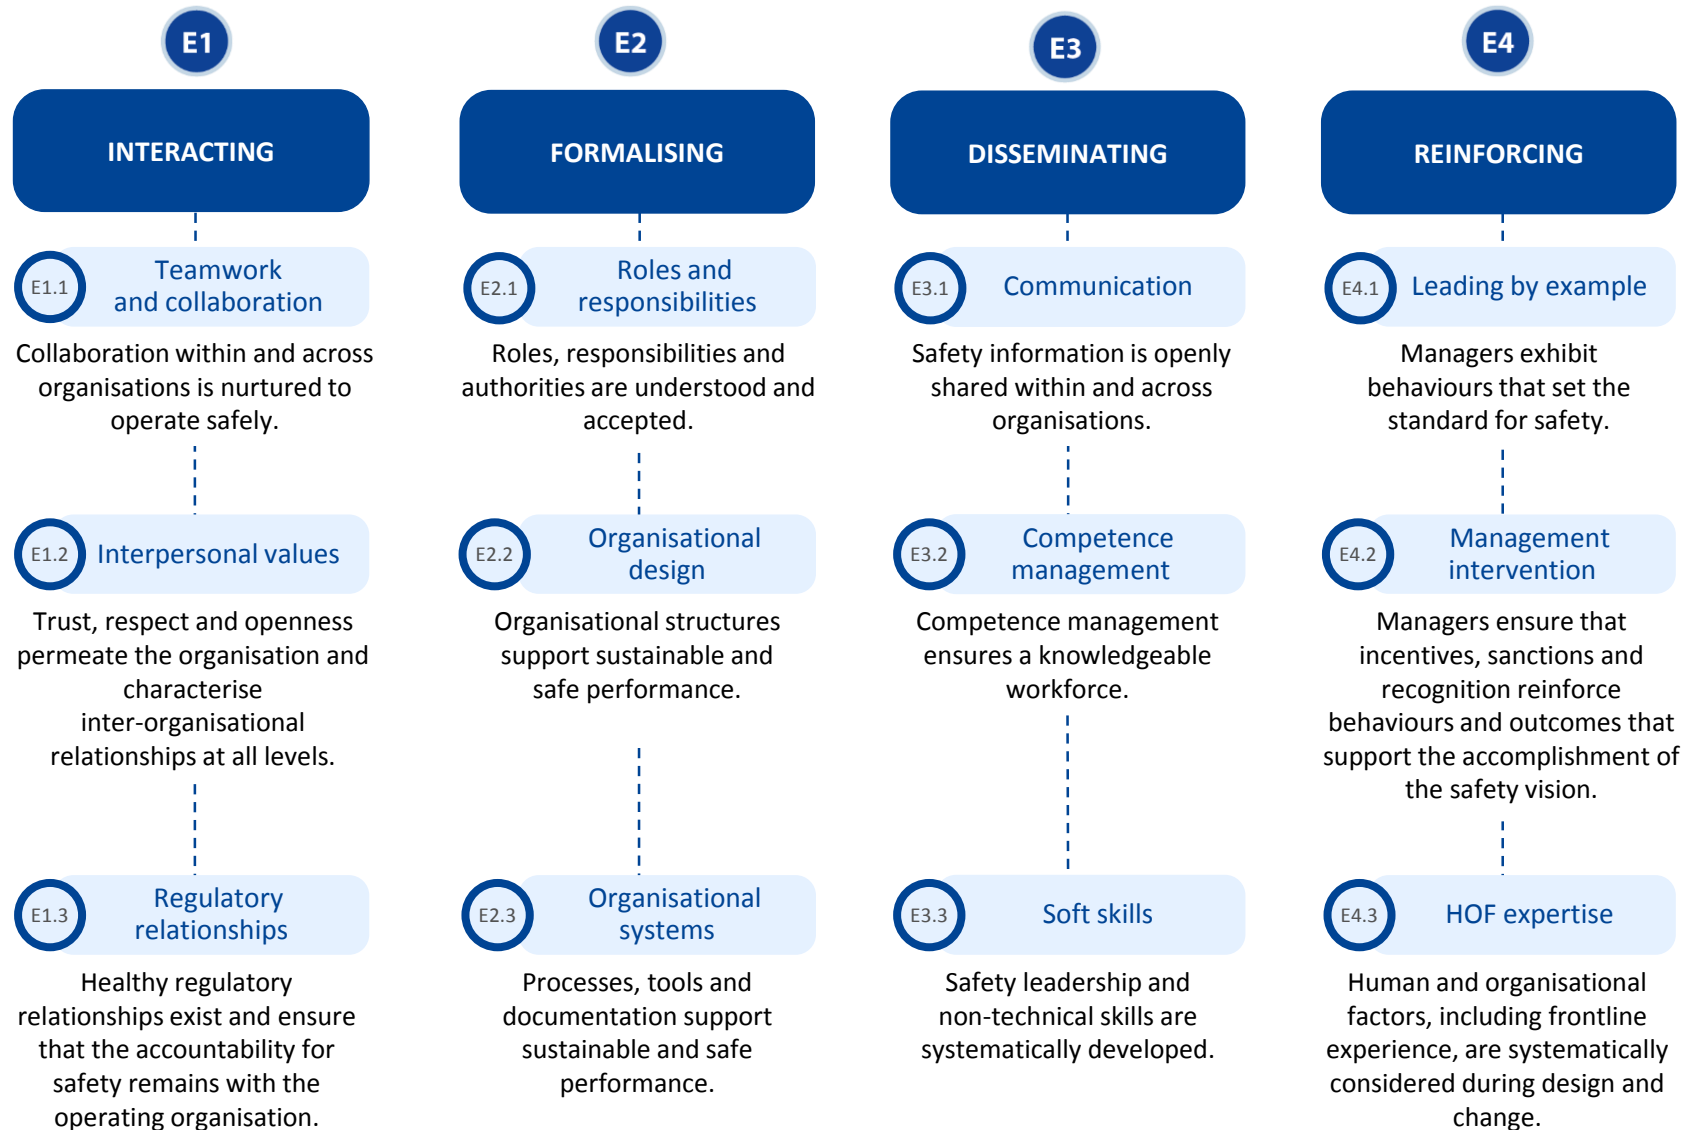 E1
INTERACTING
E1.1
Teamwork
and collaboration
Collaboration within and across
organisations is nurtured to
operate safely.
E1.2
Interpersonal values
Trust, respect and openness
permeate the organisation and
characterise
inter-organisational
relationships at all levels.
E1.3
Regulatory
relationships
Healthy regulatory
relationships exist and ensure
that the accountability for
safety remains with the
operating organisation.
E2
FORMALISING
E2.1
Roles and
responsibilities
Roles, responsibilities and
authorities are understood and
accepted.
E2.2
Organisational
design
Organisational structures
support sustainable and
safe performance.
E2.3
Organisational
systems
Processes, tools and
documentation support
sustainable and safe
performance.
E3
DISSEMINATING
E3.1
Communication
Safety information is openly
shared within and across
organisations.
E3.2
Competence
management
Competence management
ensures a knowledgeable
workforce.
E3.3
Soft skills
Safety leadership and
non-technical skills are
systematically developed.
E4
REINFORCING
E4.1
Leading by example
Managers exhibit
behaviours that set the
standard for safety.
E4.2
Management
intervention
Managers ensure that
incentives, sanctions and
recognition reinforce
behaviours and outcomes that
support the accomplishment of
the safety vision.
E4.3
HOF expertise
Human and organisational
factors, including frontline
experience, are systematically
considered during design and
change.